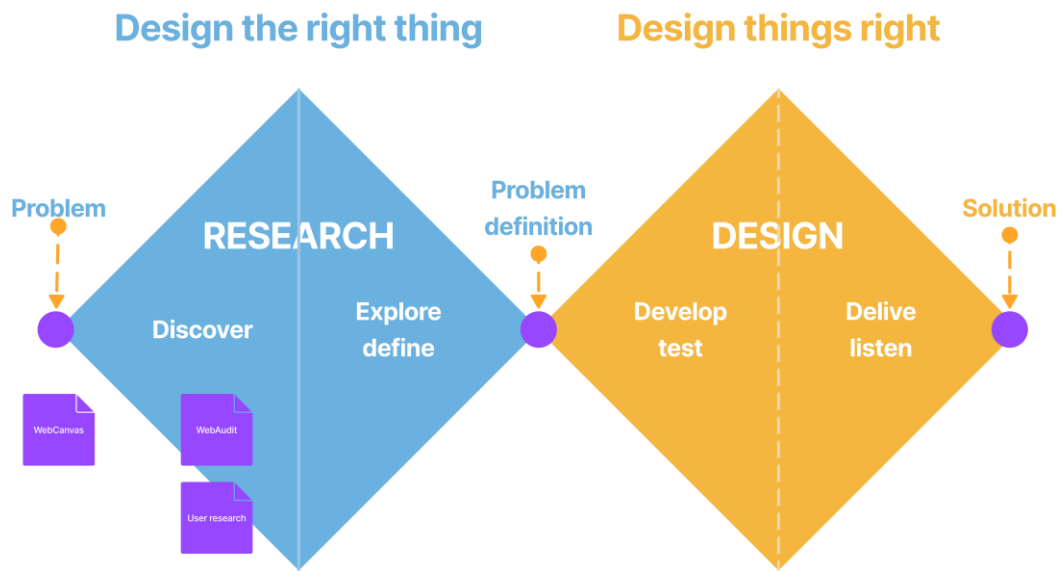 Design the right thing
Design things right
Problem
Problem
definition
Solution
RESEARCH
DESIGN
Discover
Explore
define
Develop
test
Delive
listen
WebCanvas
WebAudit
User research